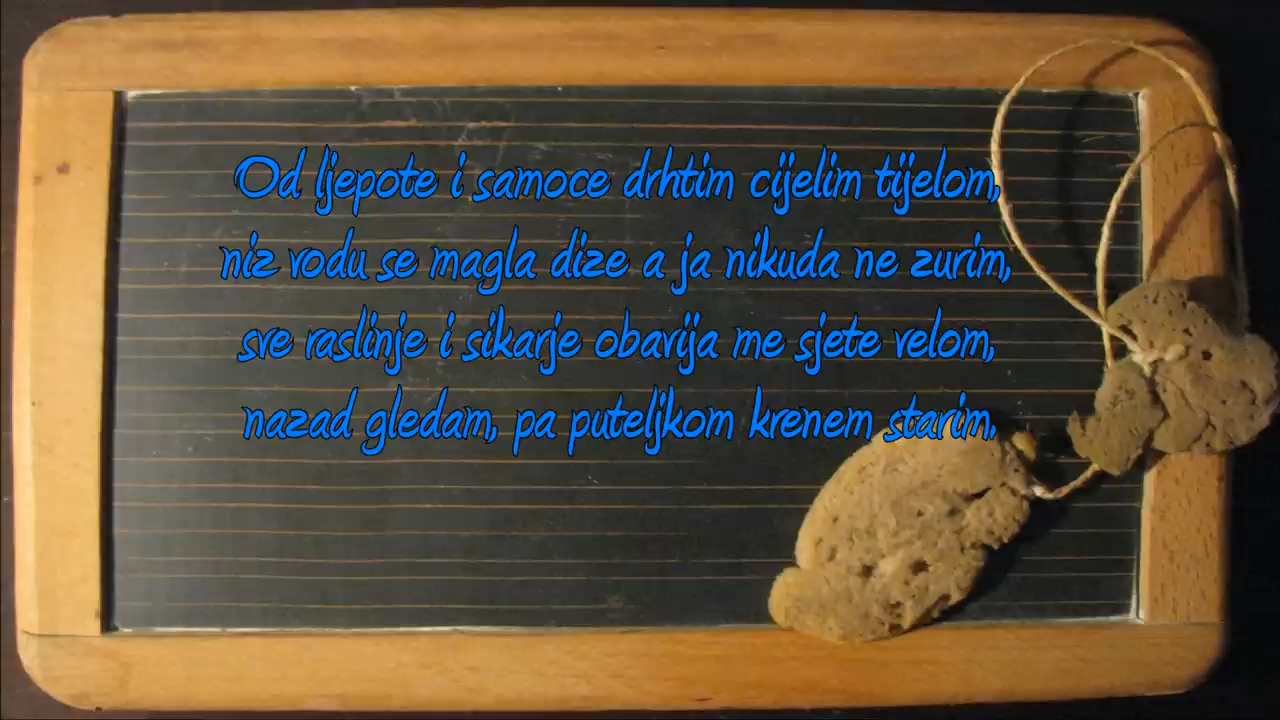 Od ljepote i samoce drhtim cijelim tijelom,
niz vodu se magla dize a ja nikuda ne zurim,
sve raslinje i sikarje obavija me sjete velom,
nazad gledam, pa puteljkom krenem starim.